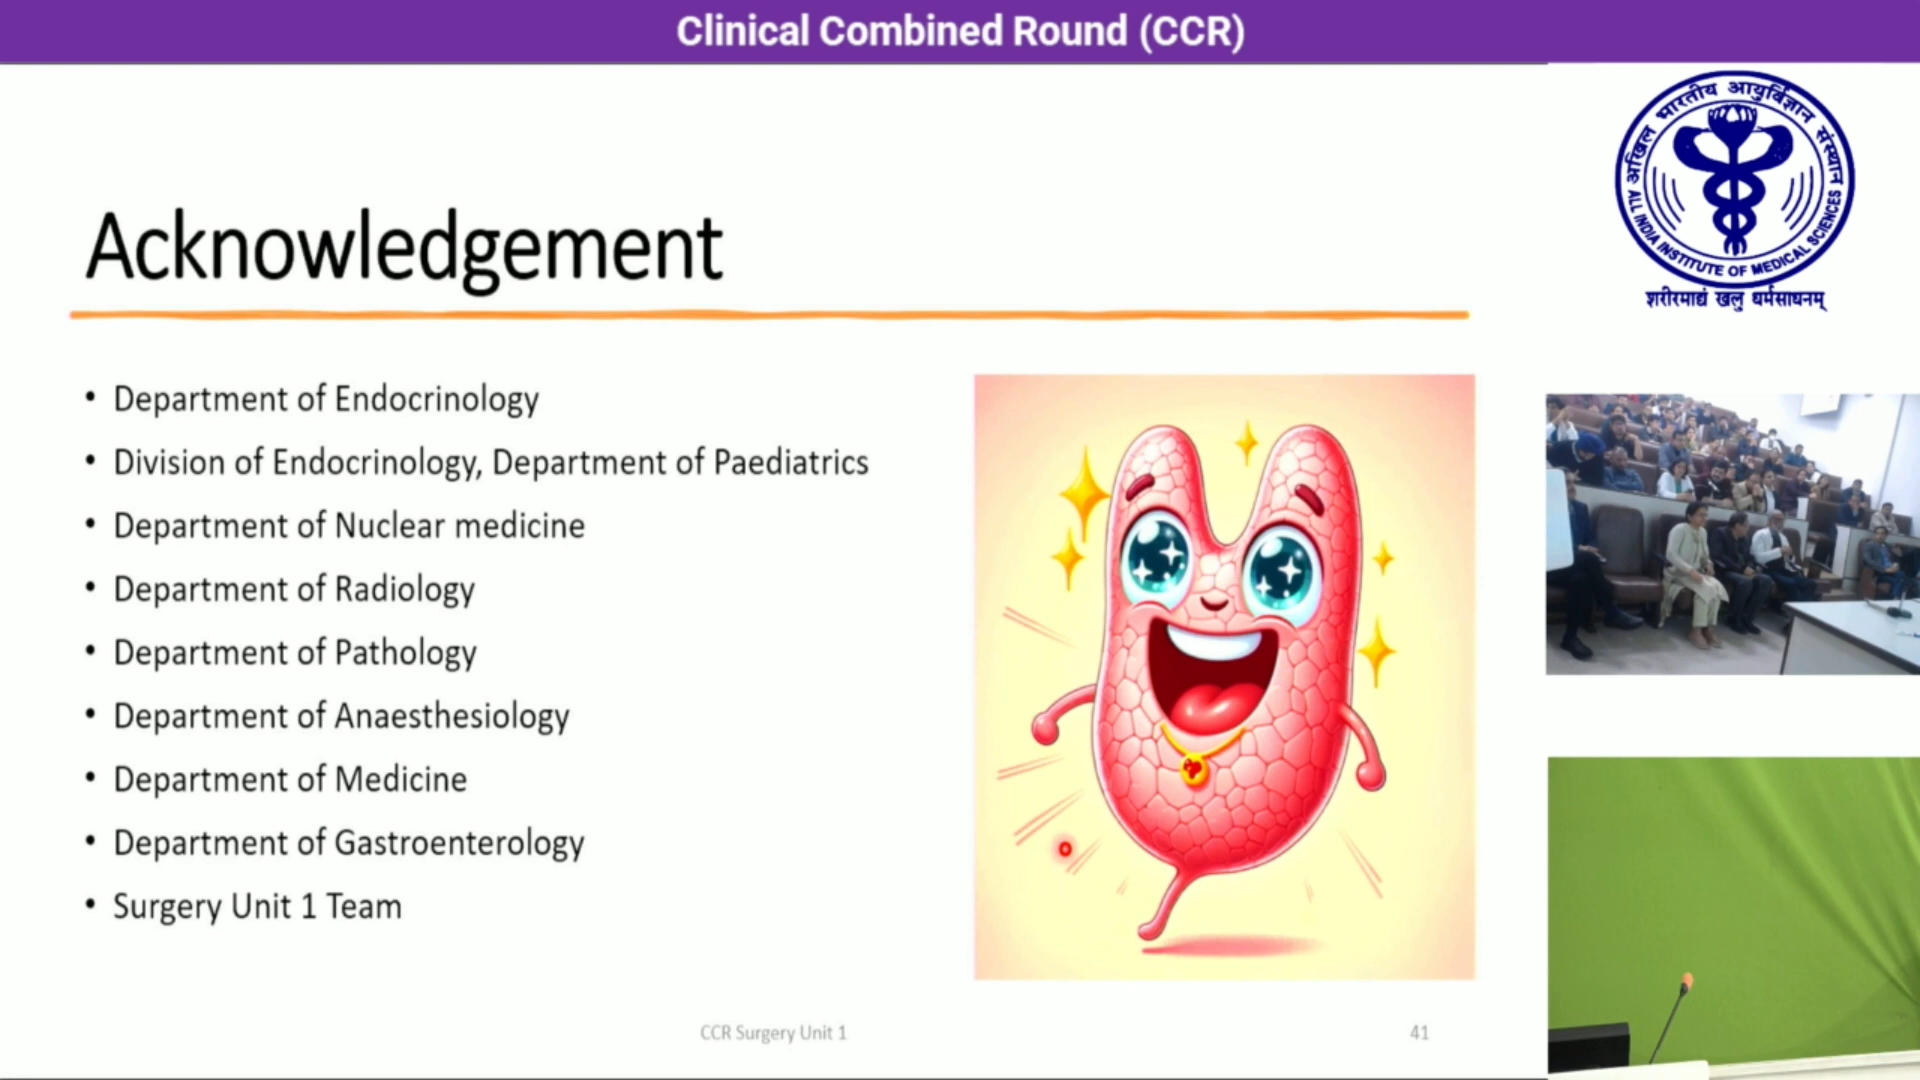 Clinical Combined Round (CCR)
अखिल भारतीय आयुर्विज्ञान संस्थान
ALL INDIA INSTITUTE OF MEDICAL SCIENCES
शरीरमाद्यं खलु धर्मसाधनम्
Acknowledgement
• Department of Endocrinology
• Division of Endocrinology, Department of Paediatrics
• Department of Nuclear medicine
• Department of Radiology
• Department of Pathology
• Department of Anaesthesiology
• Department of Medicine
• Department of Gastroenterology
• Surgery Unit 1 Team
CCR Surgery Unit 1
41